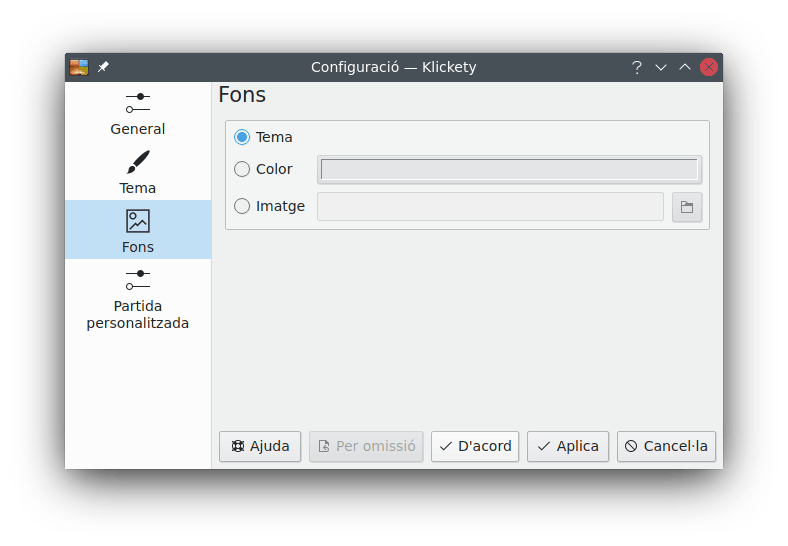 Configuració — Klickety
General
Tema
Fons
Partida
personalitzada
Fons
Tema
Color
Imatge
Ajuda
Per omissió
D'acord
Aplica
Cancel·la